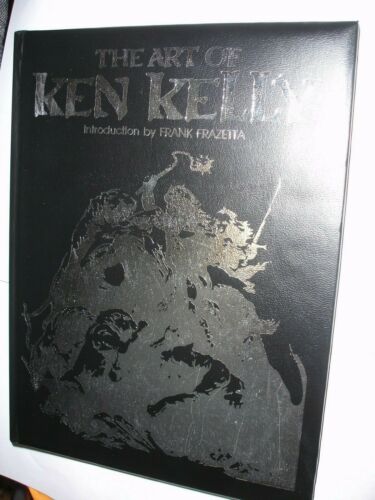 THE ART OF
KEN KELLY
Introduction by FRANK FRAZETTA